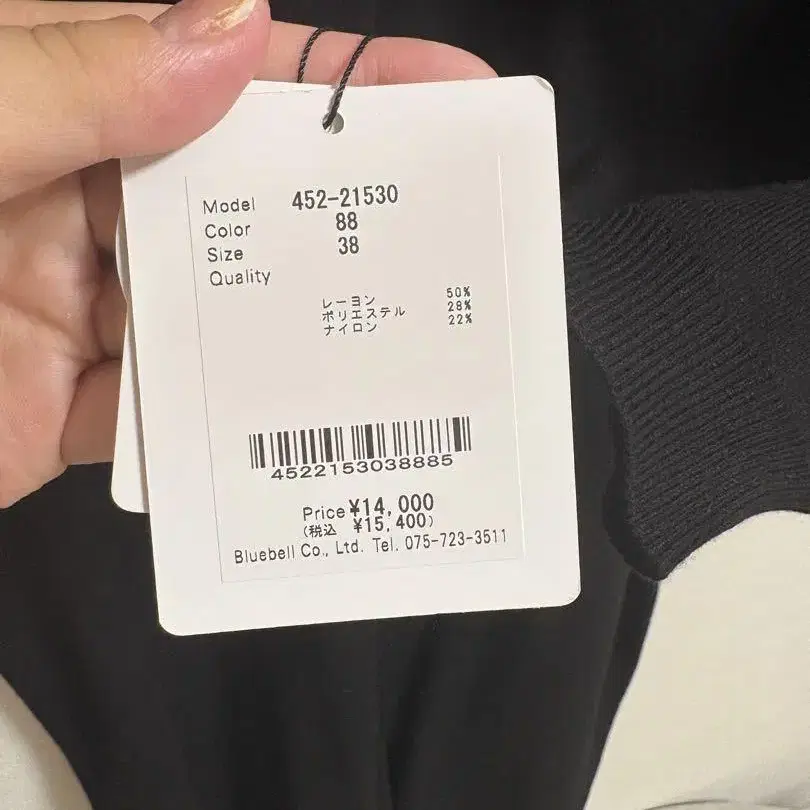 Model 452-21530
Color 88
Size 38
Quality
レーヨン 50%
ポリエステル 28%
ナイロン 22%
4522153038885
Price ¥14,000
(税込 ¥15,400)
Bluebell Co., Ltd. Tel. 075-723-3511